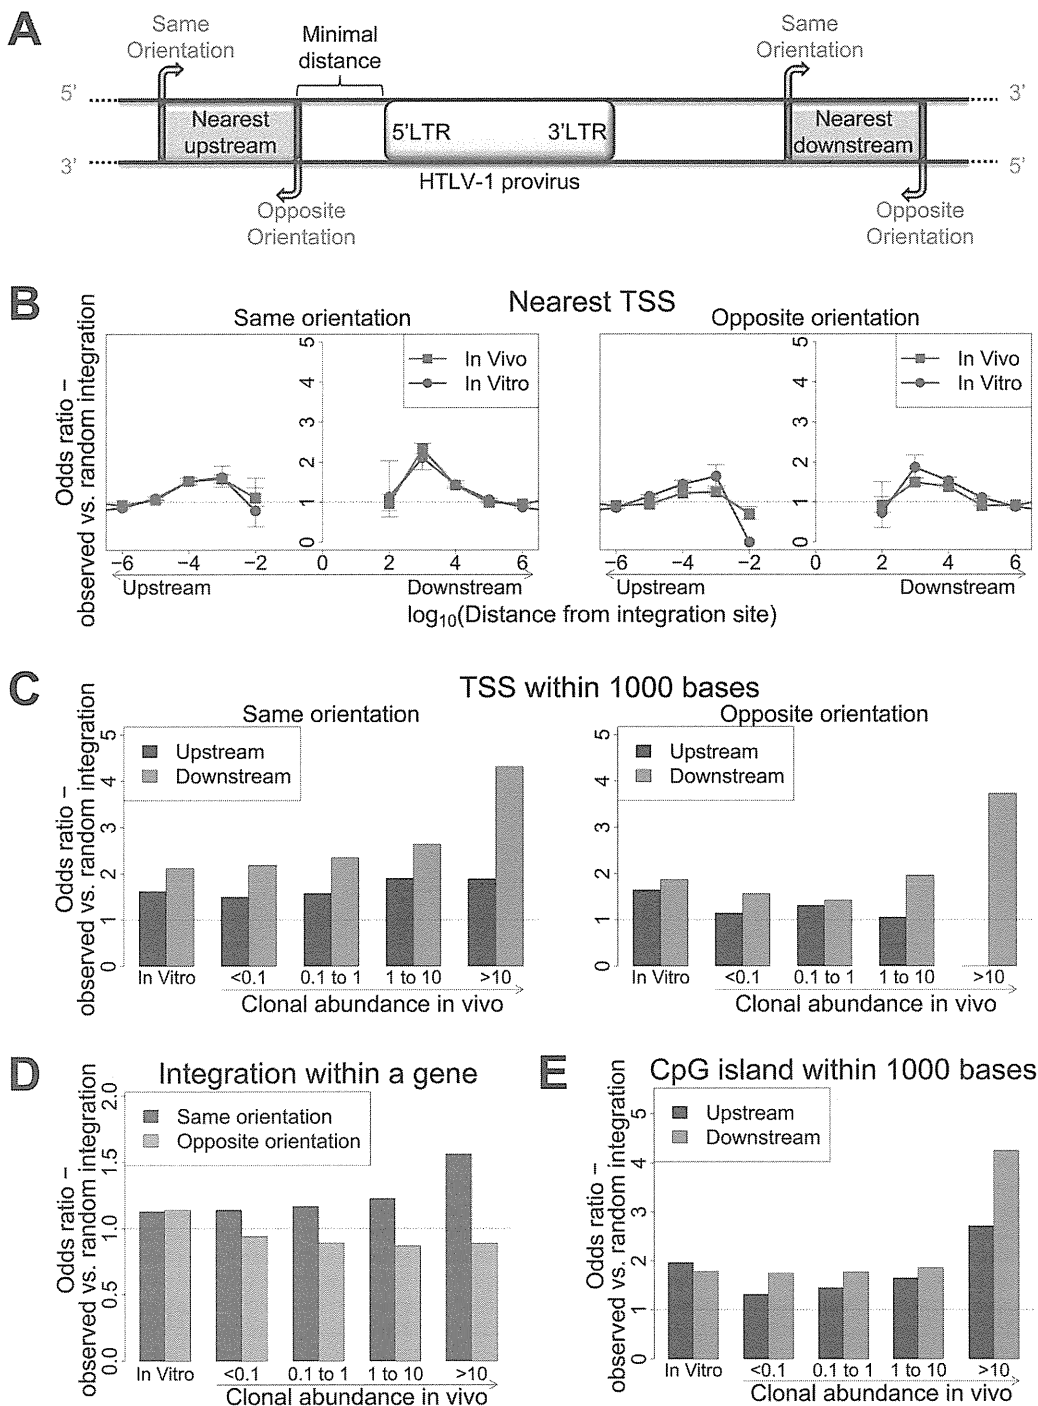 A
Same
Orientation
Minimal
distance
Same
Orientation
5'
3'
Nearest
upstream
5'LTR
3'LTR
Nearest
downstream
3'
5'
HTLV-1 provirus
Opposite
Orientation
Opposite
Orientation
B
Nearest TSS
Same orientation
Opposite orientation
Odds ratio –
observed vs. random integration
0 1 2 3 4 5
In Vivo
In Vitro
0 1 2 3 4 5
In Vivo
In Vitro
−6 −4 −2 0 2 4 6
−6 −4 −2 0 2 4 6
Upstream
Downstream
Upstream
Downstream
log10(Distance from integration site)
C
TSS within 1000 bases
Same orientation
Opposite orientation
Odds ratio –
observed vs. random integration
0 1 2 3 4 5
Upstream
Downstream
0 1 2 3 4 5
Upstream
Downstream
In Vitro <0.1 0.1 to 1 1 to 10 >10
In Vitro <0.1 0.1 to 1 1 to 10 >10
Clonal abundance in vivo
Clonal abundance in vivo
D
Integration within a gene
Odds ratio –
observed vs. random integration
0.0 0.5 1.0 1.5 2.0
Same orientation
Opposite orientation
In Vitro <0.1 0.1 to 1 1 to 10 >10
Clonal abundance in vivo
E
CpG island within 1000 bases
Odds ratio –
observed vs. random integration
0 1 2 3 4 5
Upstream
Downstream
In Vitro <0.1 0.1 to 1 1 to 10 >10
Clonal abundance in vivo